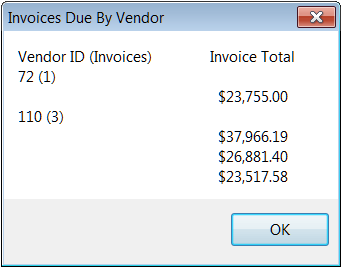 Invoices Due By Vendor
Vendor ID (Invoices) Invoice Total
72 (1)
$23,755.00
110 (3)
$37,966.19
$26,881.40
$23,517.58
OK